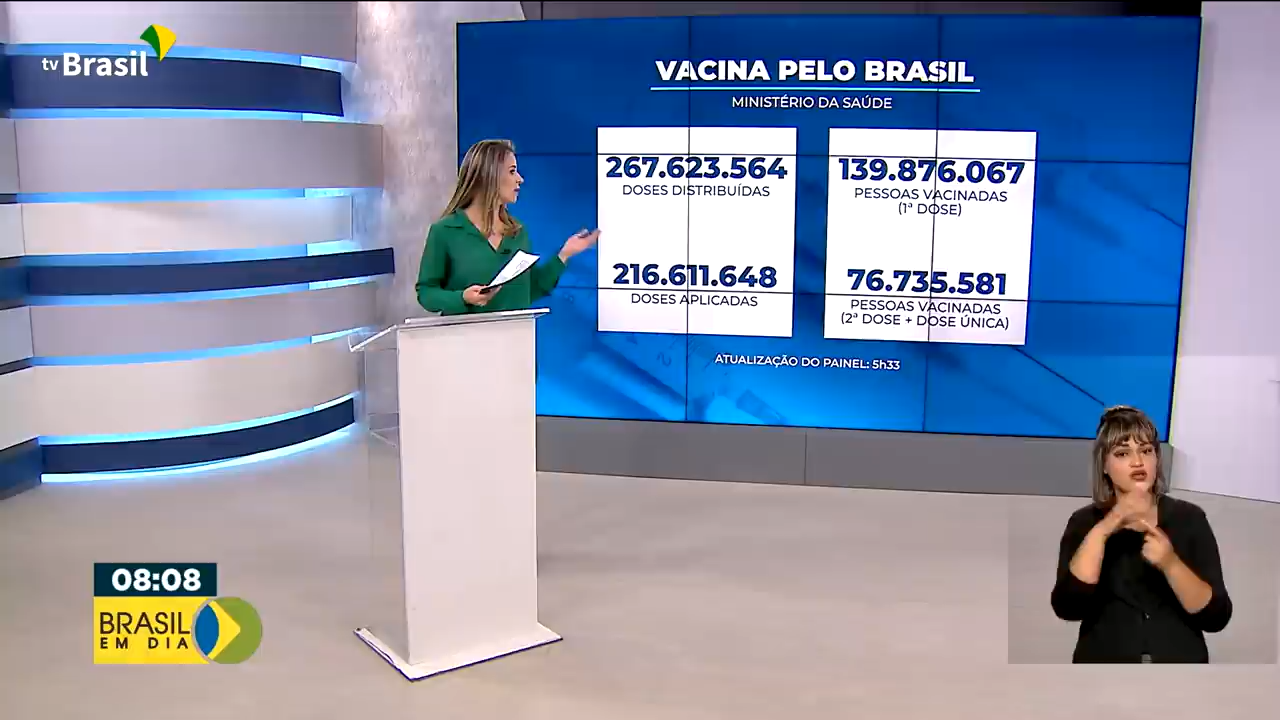 tv Brasil
VACINA PELO BRASIL
MINISTÉRIO DA SAÚDE
267.623.564
DOSES DISTRIBUÍDAS
216.611.648
DOSES APLICADAS
139.876.067
PESSOAS VACINADAS
(1ª DOSE)
76.735.581
PESSOAS VACINADAS
(2ª DOSE + DOSE ÚNICA)
ATUALIZAÇÃO DO PAINEL: 5h33
08:08
BRASIL
EM DIA